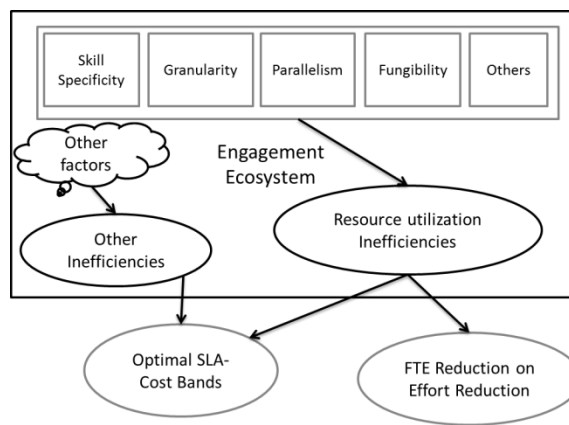 Skill
Specificity
Granularity
Parallelism
Fungibility
Others
Other
factors
Engagement
Ecosystem
Other
Inefficiencies
Resource utilization
Inefficiencies
Optimal SLA-
Cost Bands
FTE Reduction on
Effort Reduction